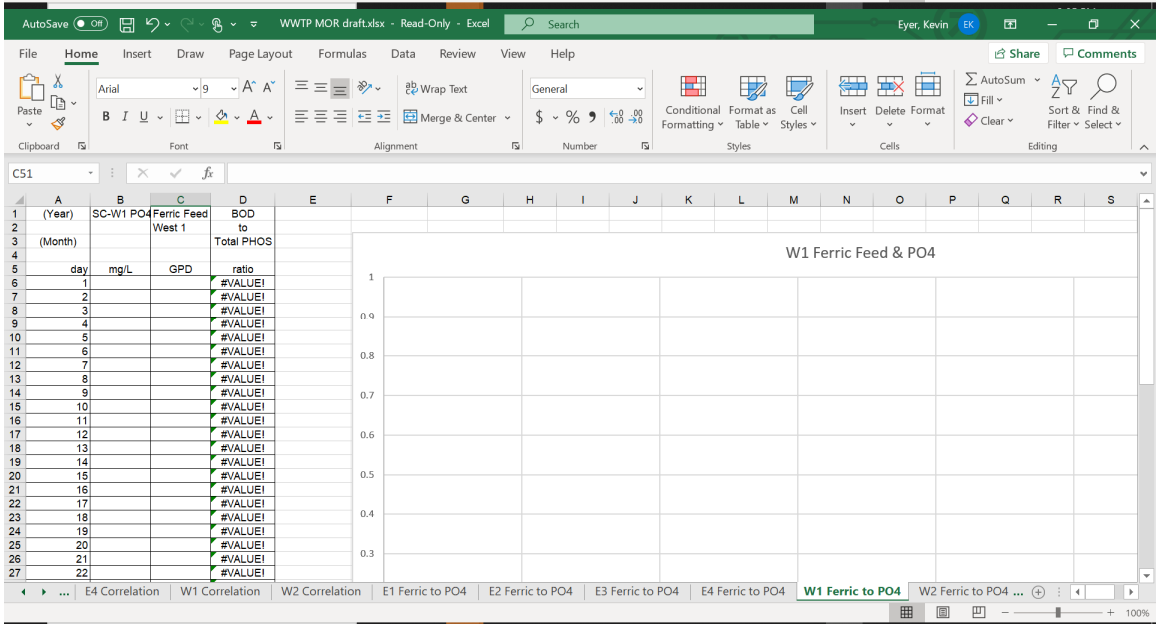 AutoSave Off WWTP MOR draft.xlsx - Read-Only - Excel Search Eyer, Kevin EK
File Home Insert Draw Page Layout Formulas Data Review View Help Share Comments
Paste
Clipboard
Arial 9 A^ A˅
B I U A
Font
ab Wrap Text
Merge & Center
Alignment
General
$ % 9 .00 .00 →0
Number
Conditional Formatting
Format as Table
Cell Styles
Styles
Insert Delete Format
Cells
AutoSum
Fill
Clear
Sort & Filter
Find & Select
Editing
C51 fx
A B C D E F G H I J K L M N O P Q R S
1 (Year) SC-W1 PO4 Ferric Feed BOD
2 West 1 to
3 (Month) Total PHOS
4
5 day mg/L GPD ratio
6 1 #VALUE!
7 2 #VALUE!
8 3 #VALUE!
9 4 #VALUE!
10 5 #VALUE!
11 6 #VALUE!
12 7 #VALUE!
13 8 #VALUE!
14 9 #VALUE!
15 10 #VALUE!
16 11 #VALUE!
17 12 #VALUE!
18 13 #VALUE!
19 14 #VALUE!
20 15 #VALUE!
21 16 #VALUE!
22 17 #VALUE!
23 18 #VALUE!
24 19 #VALUE!
25 20 #VALUE!
26 21 #VALUE!
27 22 #VALUE!
W1 Ferric Feed & PO4
1
0.9
0.8
0.7
0.6
0.5
0.4
0.3
... E4 Correlation W1 Correlation W2 Correlation E1 Ferric to PO4 E2 Ferric to PO4 E3 Ferric to PO4 E4 Ferric to PO4 W1 Ferric to PO4 W2 Ferric to PO4 ...
100%